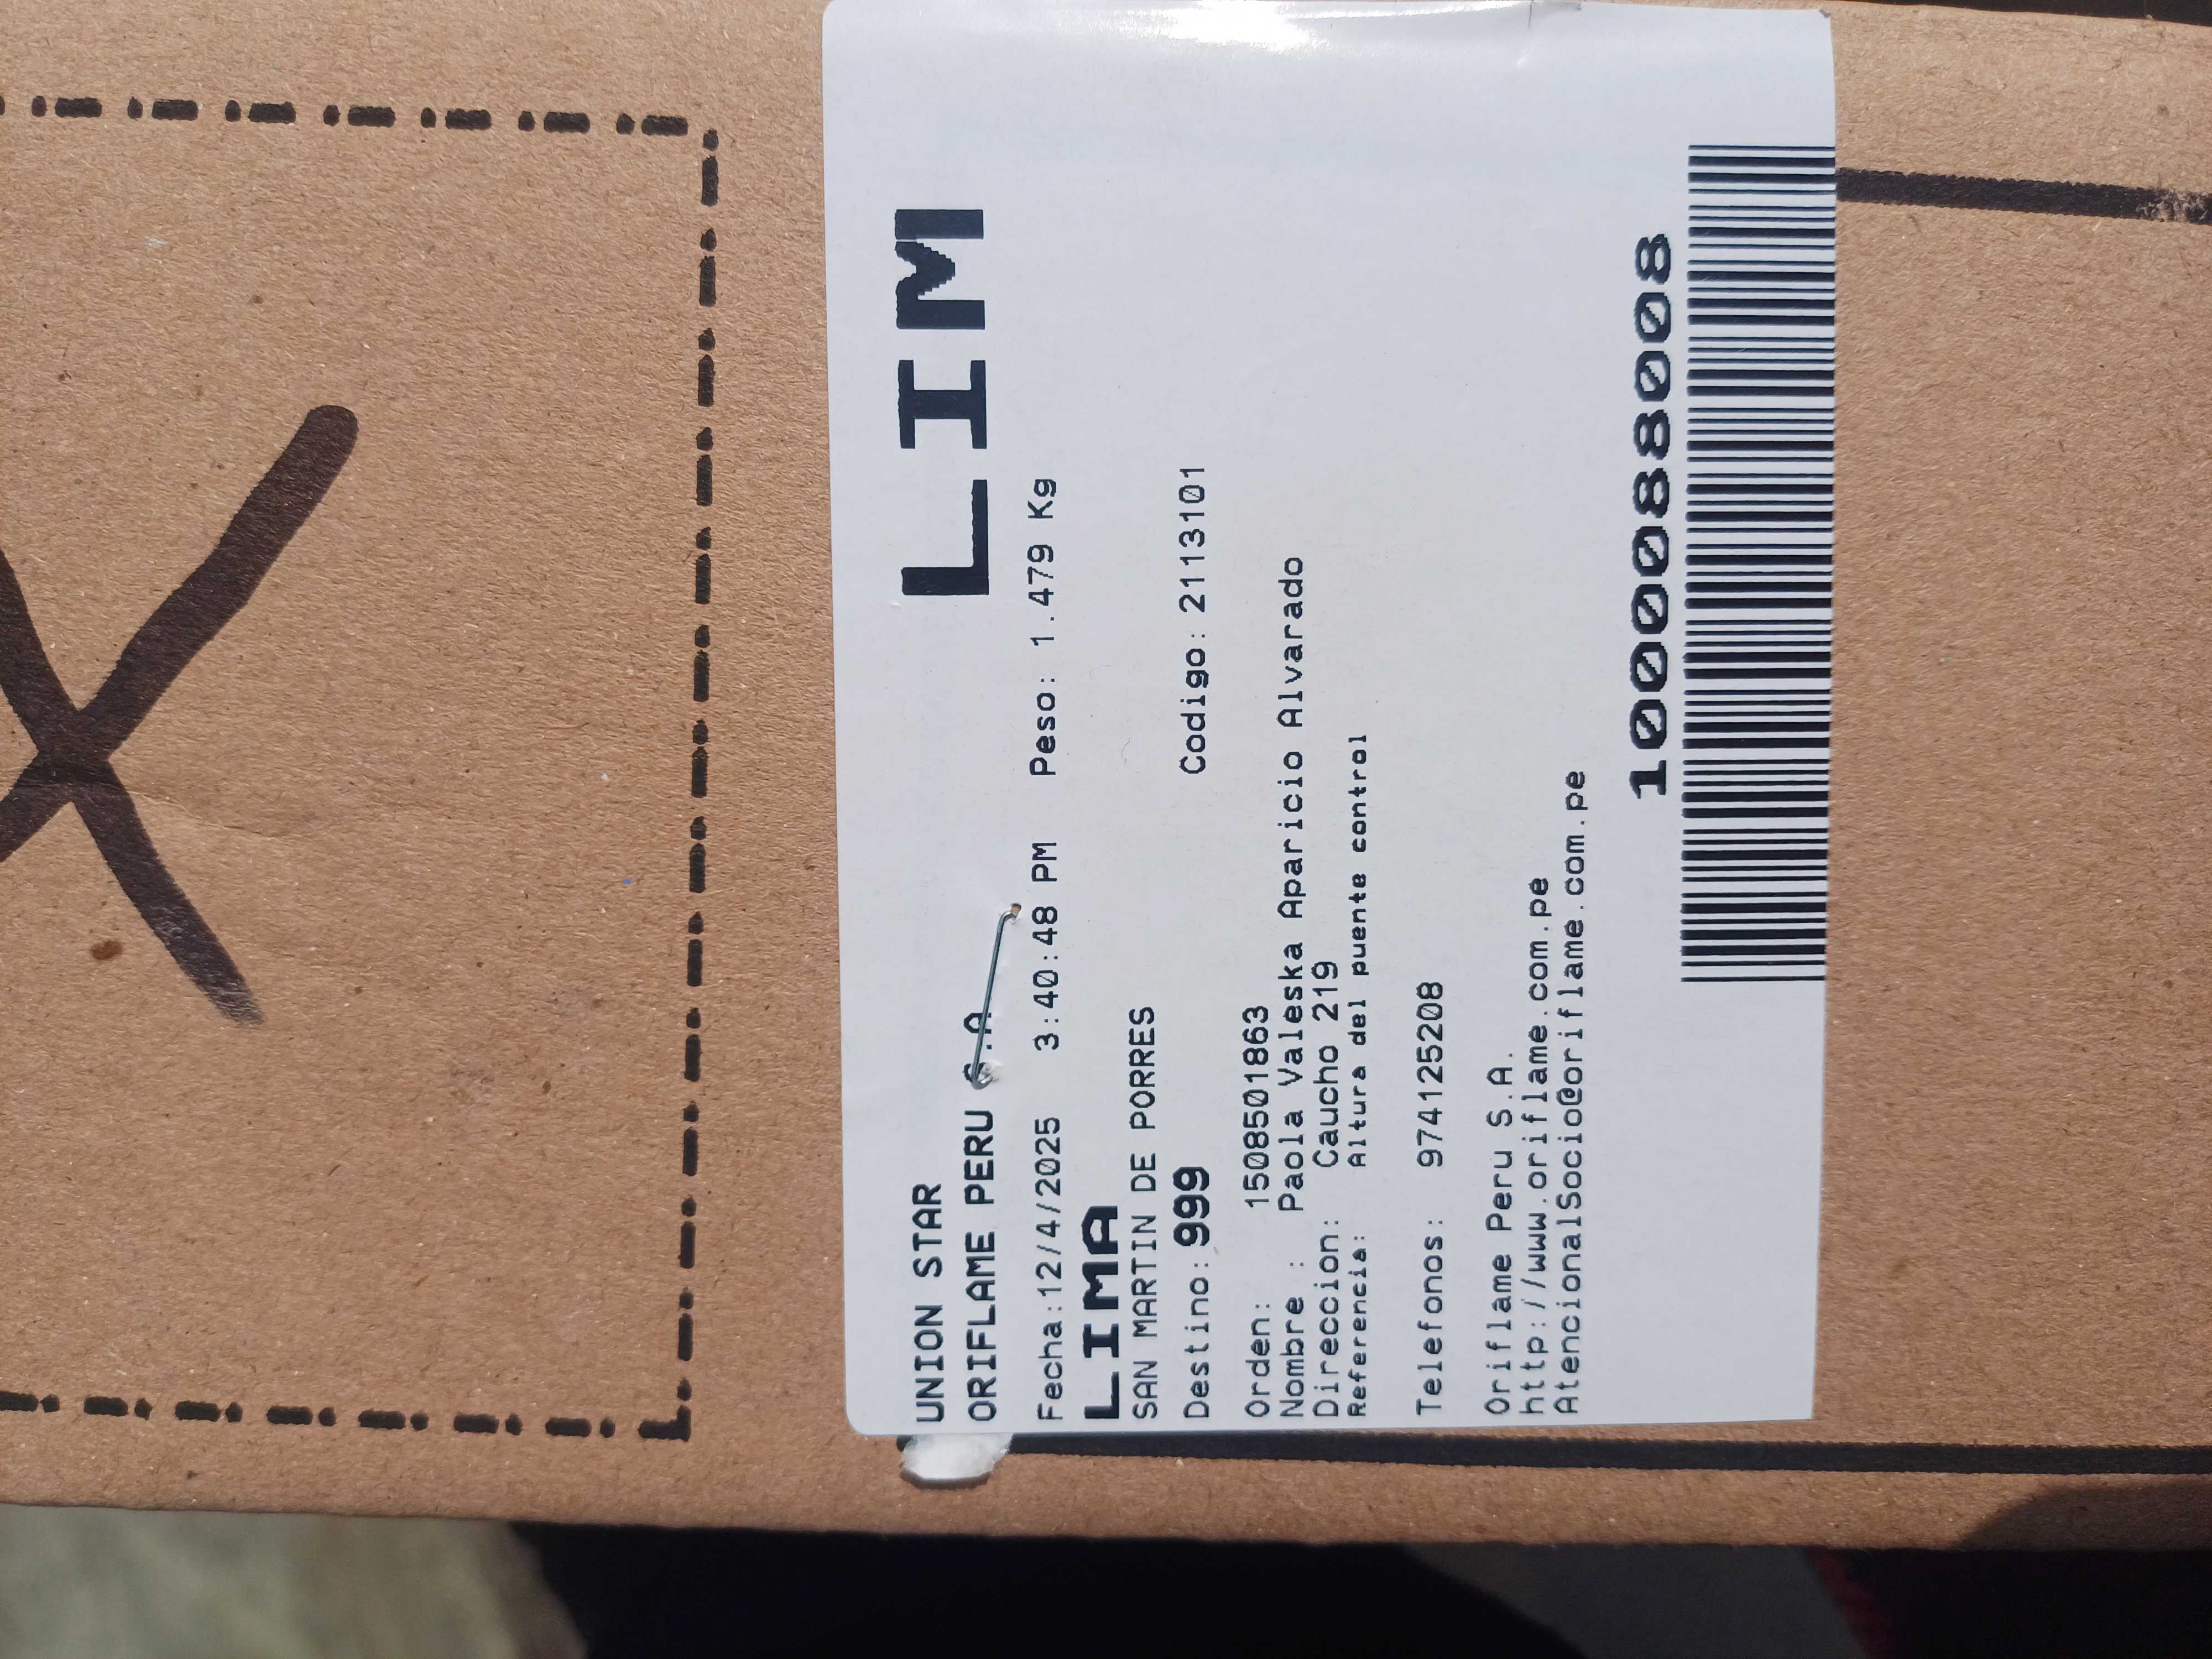 LIM
UNION STAR
ORIFLAME PERU S.A
Fecha:12/4/2025 3:40:48 PM Peso: 1.479 Kg
LIMA
SAN MARTIN DE PORRES
Destino: 999 Codigo: 2113101
Orden: 1508501863
Nombre : Paola Valeska Aparicio Alvarado
Direccion: Caucho 219
Referencia: Altura del puente control
Telefonos: 974125208
Oriflame Peru S.A.
http://www.oriflame.com.pe
AtencionalSocio@oriflame.com.pe
1000088008